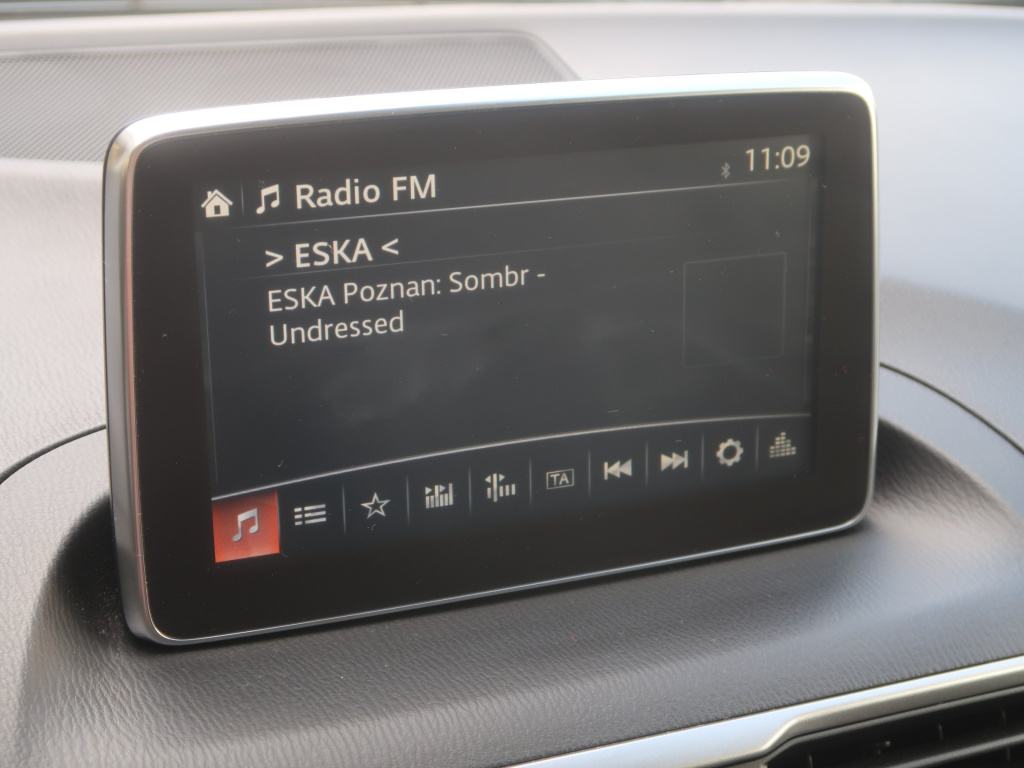 Radio FM
11:09
> ESKA <
ESKA Poznan: Sombr -
Undressed
TA